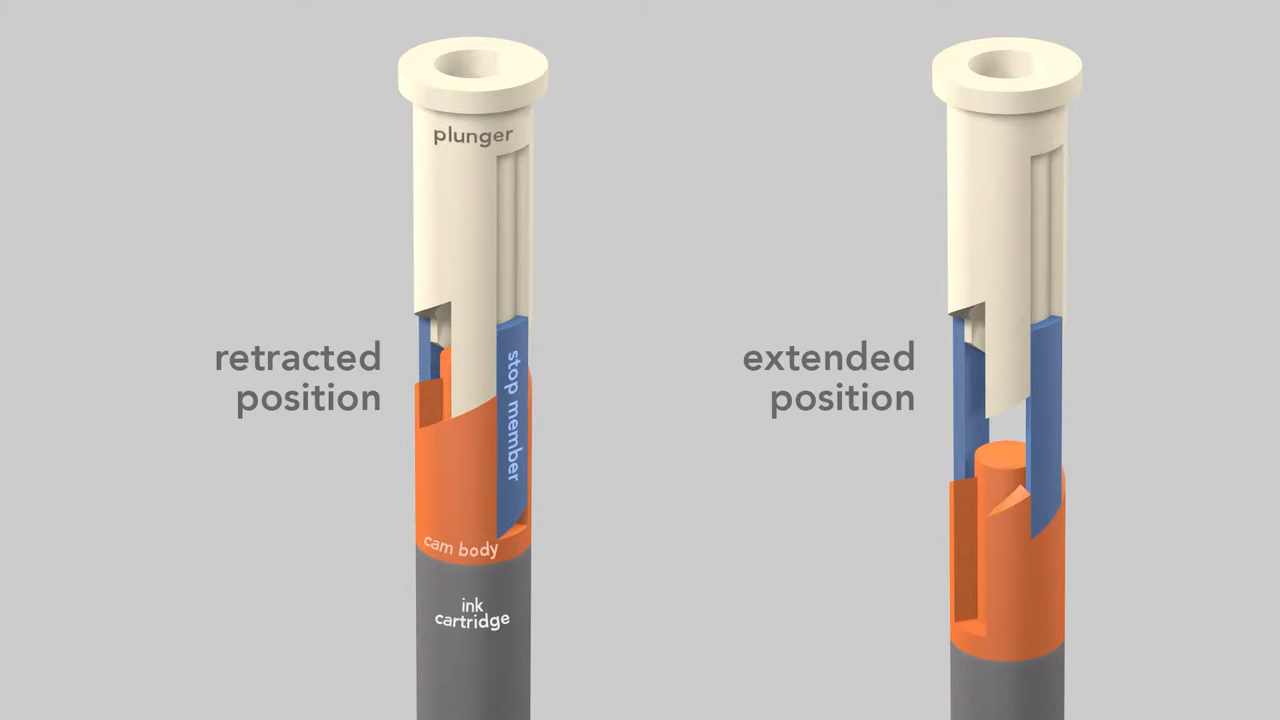 plunger
retracted
position
stop member
cam body
ink
cartridge
extended
position